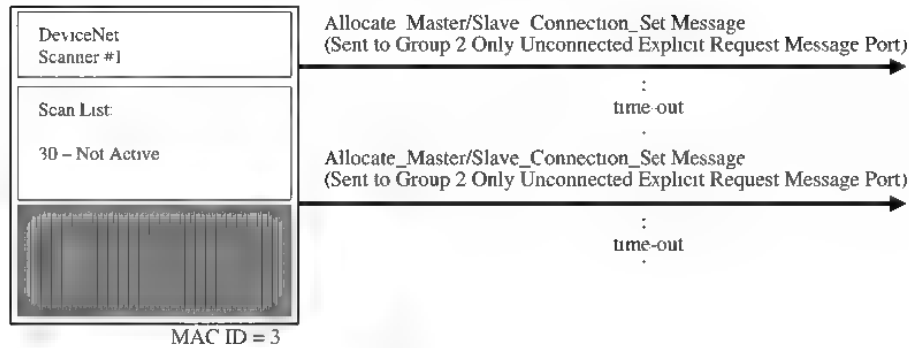 DeviceNet
Scanner #1
Scan List:
30 – Not Active
MAC ID = 3
Allocate_Master/Slave_Connection_Set Message
(Sent to Group 2 Only Unconnected Explicit Request Message Port)
time-out
Allocate_Master/Slave_Connection_Set Message
(Sent to Group 2 Only Unconnected Explicit Request Message Port)
time-out